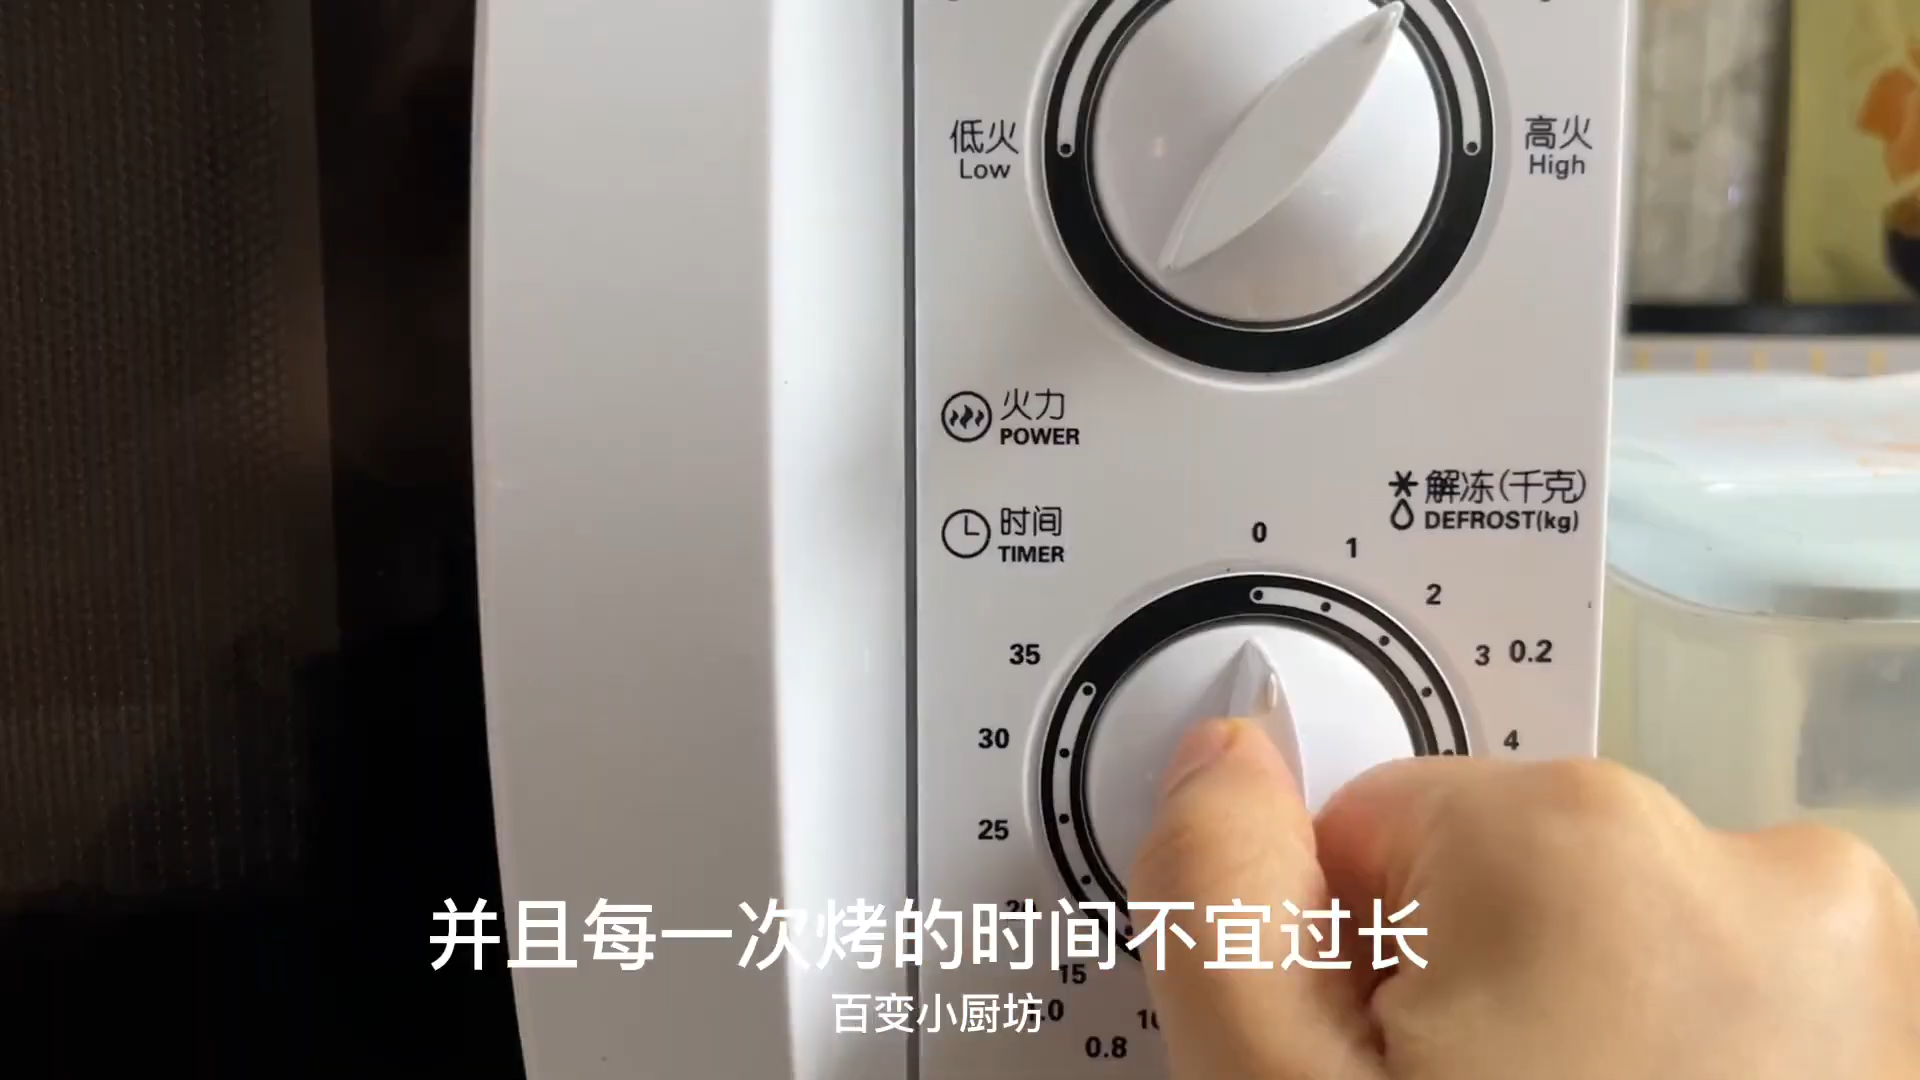 低火
Low
高火
High
火力
POWER
时间
TIMER
解冻(千克)
DEFROST(kg)
0
1
2
3 0.2
4
35
30
25
并且每一次烤的时间不宜过长
15
百变小厨坊
0.8